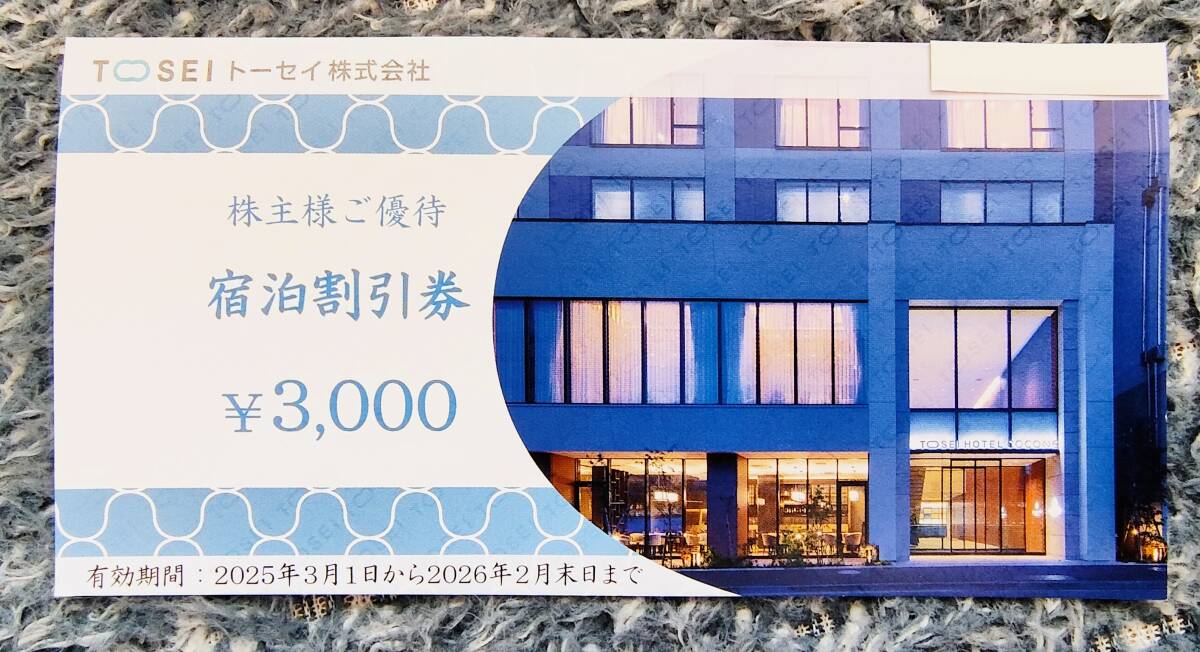 TOSEI トーセイ株式会社
株主様ご優待
宿泊割引券
￥3,000
有効期間：2025年3月1日から2026年2月末日まで
TOSEI HOTEL COCONE